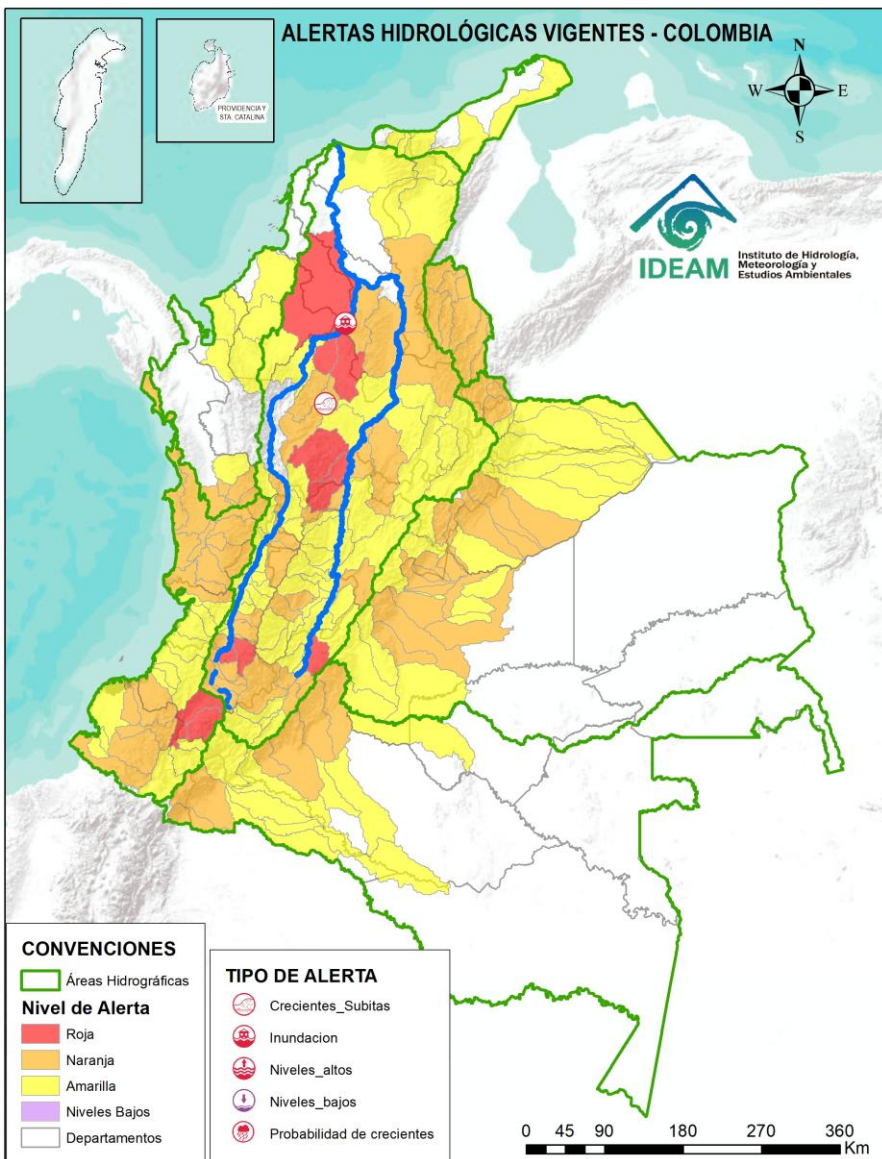 ALERTAS HIDROLÓGICAS VIGENTES - COLOMBIA
PROVIDENCIA Y
STA. CATALINA
N
W E
S
IDEAM
Instituto de Hidrología,
Meteorología y
Estudios Ambientales
CONVENCIONES
Áreas Hidrográficas
Nivel de Alerta
Roja
Naranja
Amarilla
Niveles Bajos
Departamentos
TIPO DE ALERTA
Crecientes_Subitas
Inundacion
Niveles_altos
Niveles_bajos
Probabilidad de crecientes
0 45 90 180 270 360
Km